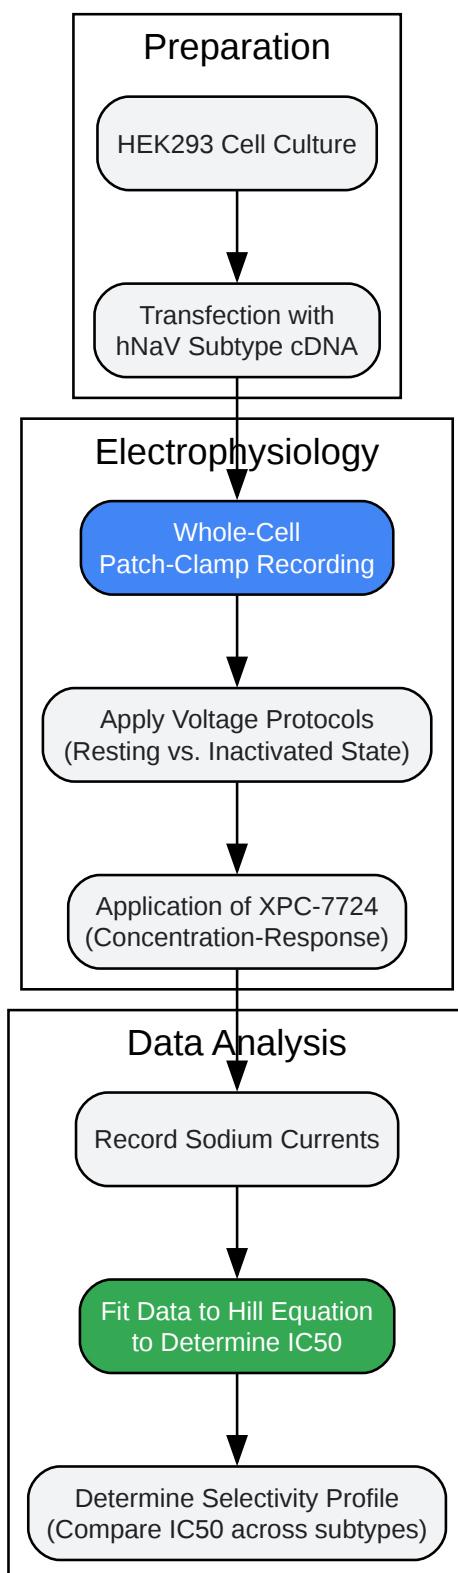 Preparation
HEK293 Cell Culture
Transfection with
hNaV Subtype cDNA
Electrophysiology
Whole-Cell
Patch-Clamp Recording
Apply Voltage Protocols
(Resting vs. Inactivated State)
Application of XPC-7724
(Concentration-Response)
Data Analysis
Record Sodium Currents
Fit Data to Hill Equation
to Determine IC50
Determine Selectivity Profile
(Compare IC50 across subtypes)